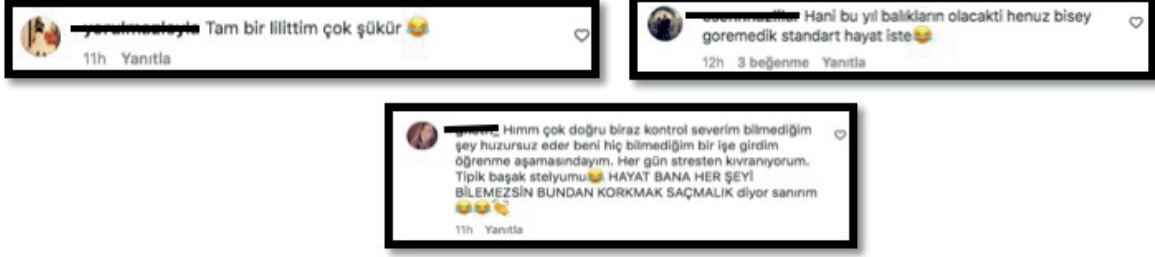 Tam bir lilittim çok şükür 😂
11h Yanıtla
Hani bu yıl balıkların olacakti henuz bisey
goremedik standart hayat iste😂
12h 3 beğenme Yanıtla
Hımm çok doğru biraz kontrol severim bilmediğim
şey huzursuz eder beni hiç bilmediğim bir işe girdim
öğrenme aşamasındayım. Her gün stresten kıvranıyorum.
Tipik başak stelyumu😂 HAYAT BANA HER ŞEYİ
BİLEMEZSİN BUNDAN KORKMAK SAÇMALIK diyor sanırım
😂😂👏
11h Yanıtla